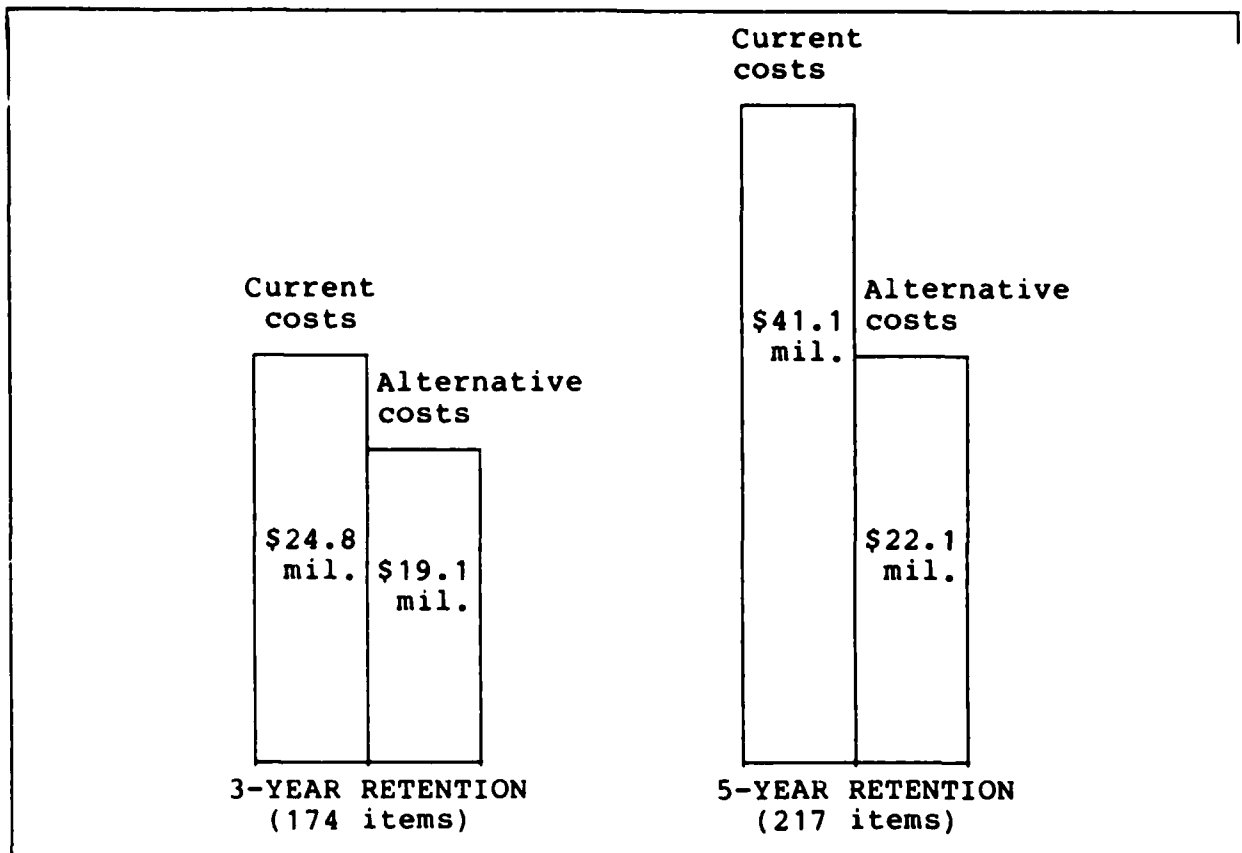 Current
costs
$24.8
mil.
Alternative
costs
$19.1
mil.
3-YEAR RETENTION
(174 items)
Current
costs
$41.1
mil.
Alternative
costs
$22.1
mil.
5-YEAR RETENTION
(217 items)